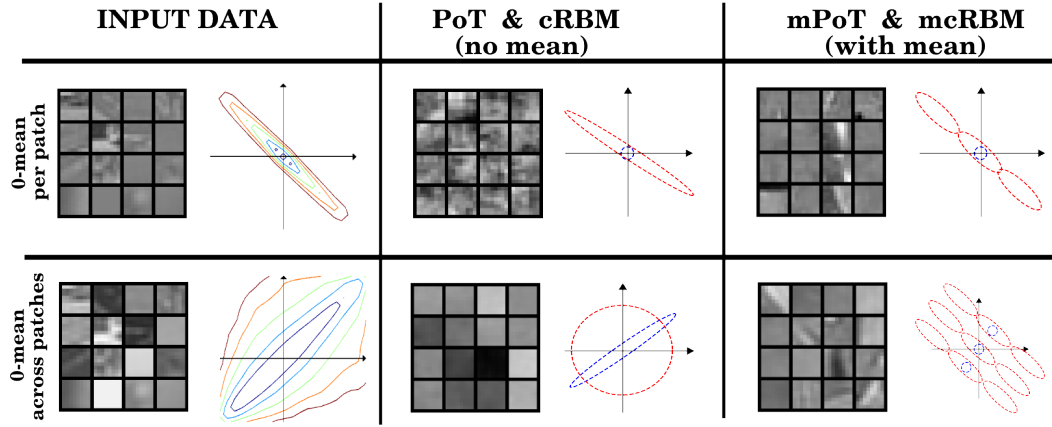 INPUT DATA
PoT & cRBM
(no mean)
mPoT & mcRBM
(with mean)
0-mean
per patch
0-mean
across patches